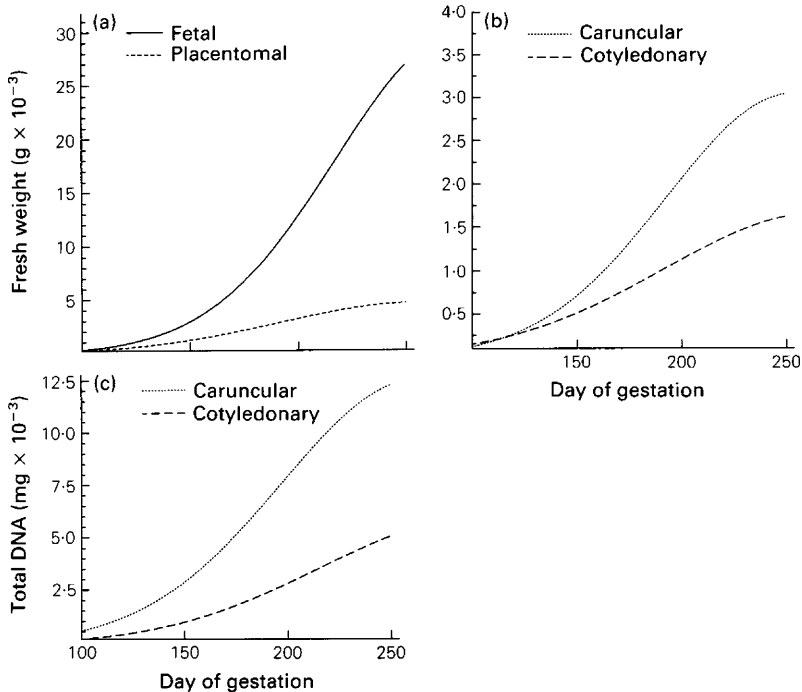 (a)
Fetal
Placentomal
Fresh weight (g × 10⁻³)
30
25
20
15
10
5
(b)
Caruncular
Cotyledonary
4·0
3·5
3·0
2·5
2·0
1·5
1·0
0·5
150 200 250
Day of gestation
(c)
Caruncular
Cotyledonary
Total DNA (mg × 10⁻³)
12·5
10·0
7·5
5·0
2·5
100 150 200 250
Day of gestation